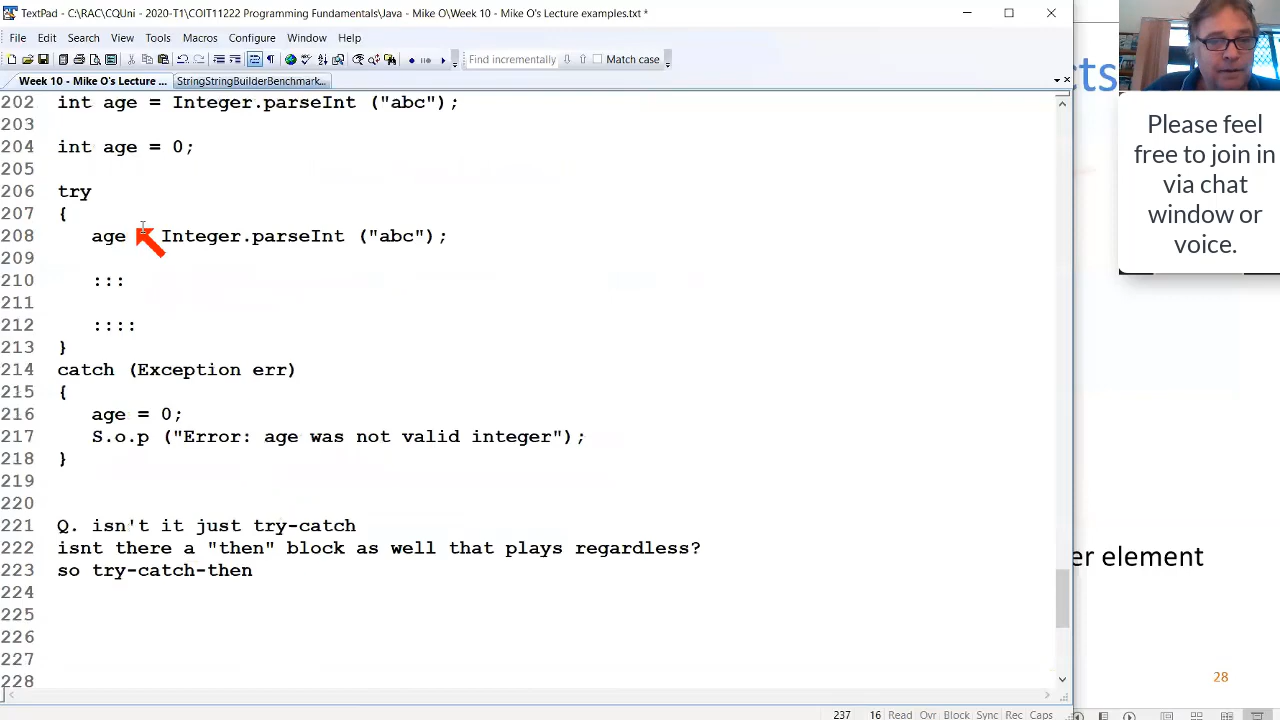 TextPad - C:\RAC\CQUni - 2020-T1\COIT11222 Programming Fundamentals\Java - Mike O\Week 10 - Mike O's Lecture examples.txt *
File Edit Search View Tools Macros Configure Window Help
Find incrementally Match case
Week 10 - Mike O's Lecture ... StringStringBuilderBenchmark...
202 int age = Integer.parseInt ("abc");
203
204 int age = 0;
205
206 try
207 {
208 age Integer.parseInt ("abc");
209
210 :::
211
212 ::::
213 }
214 catch (Exception err)
215 {
216 age = 0;
217 S.o.p ("Error: age was not valid integer");
218 }
219
220
221 Q. isn't it just try-catch
222 isnt there a "then" block as well that plays regardless?
223 so try-catch-then
224
225
226
227
228
237 16 Read Ovr Block Sync Rec Caps
cts
Please feel
free to join in
via chat
window or
voice.
er element
28